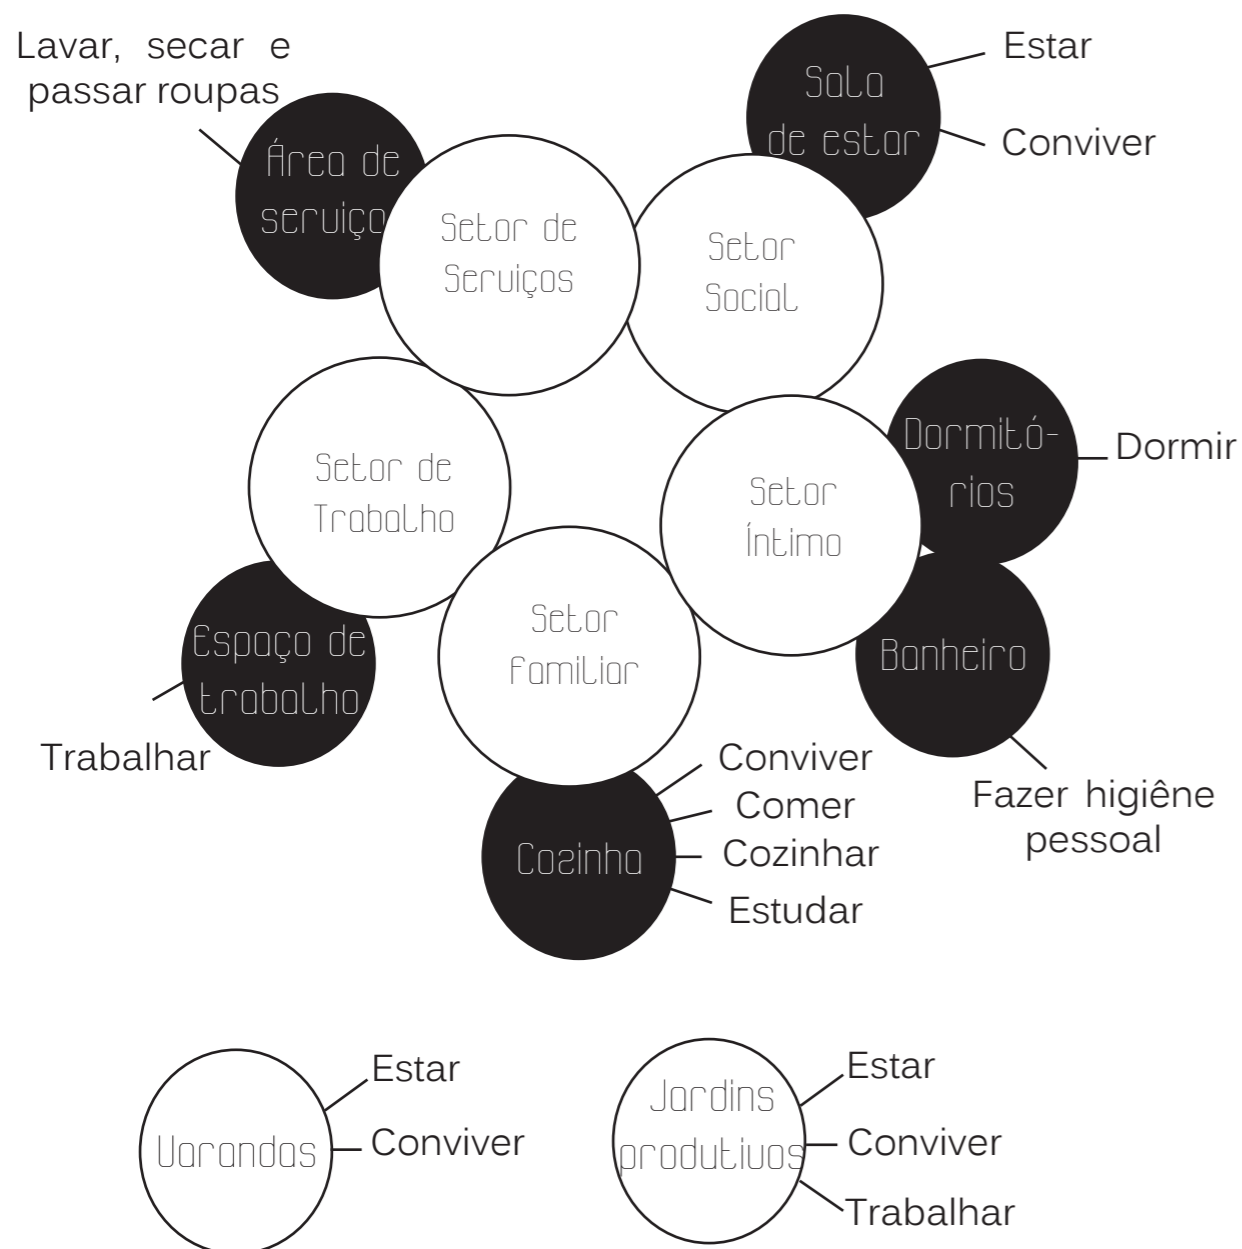 Lavar, secar e
passar roupas
Área de
serviço
Setor de
Serviços
Sala
de estar
Estar
Conviver
Setor
Social
Setor de
Trabalho
Setor
Íntimo
Dormitó-
rios
Dormir
Banheiro
Fazer higiêne
pessoal
Espaço de
trabalho
Trabalhar
Setor
Familiar
Cozinha
Conviver
Comer
Cozinhar
Estudar
Varandas
Estar
Conviver
Jardins
produtivos
Estar
Conviver
Trabalhar